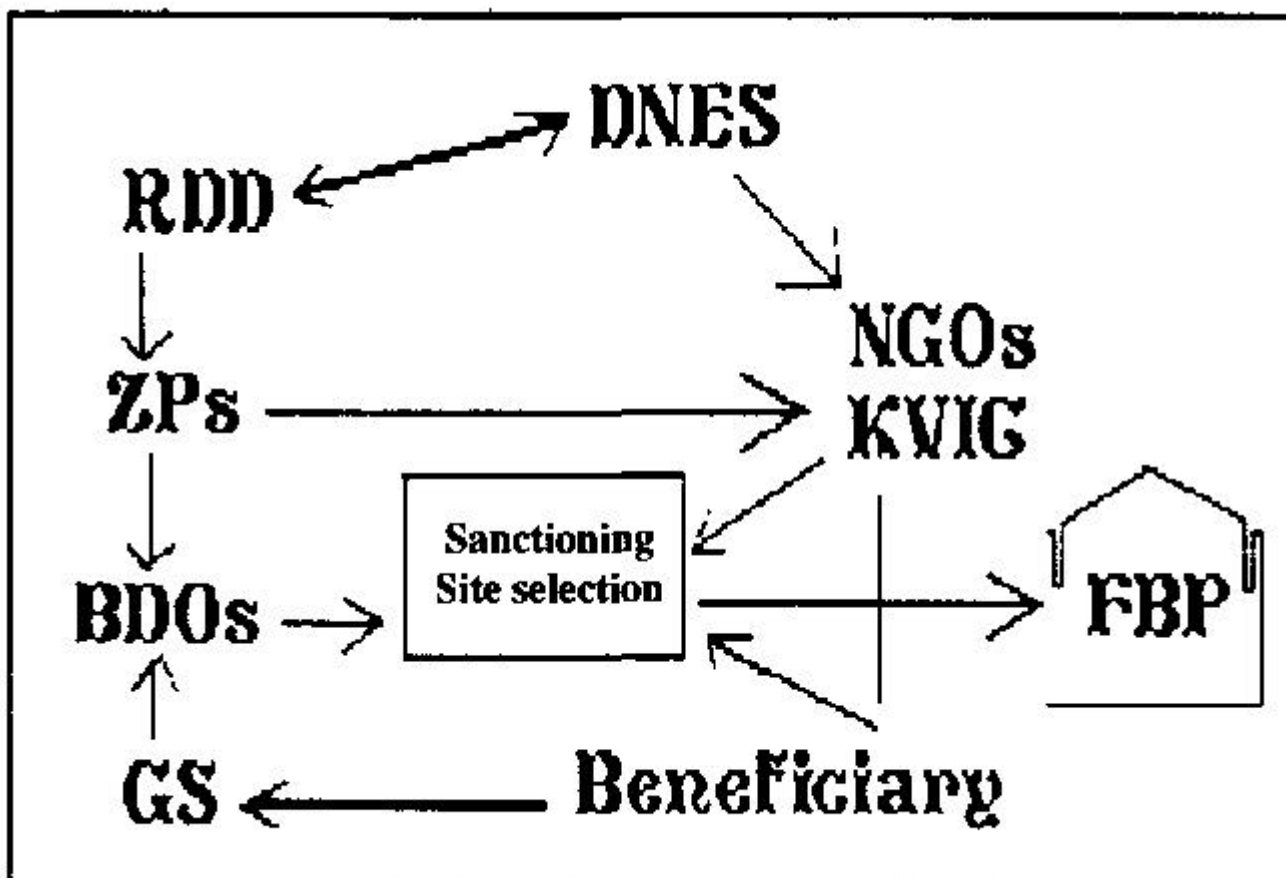 DNES
RDD
NGOs
ZPs
KVIG
Sanctioning
Site selection
BDOs
FBP
GS
Beneficiary